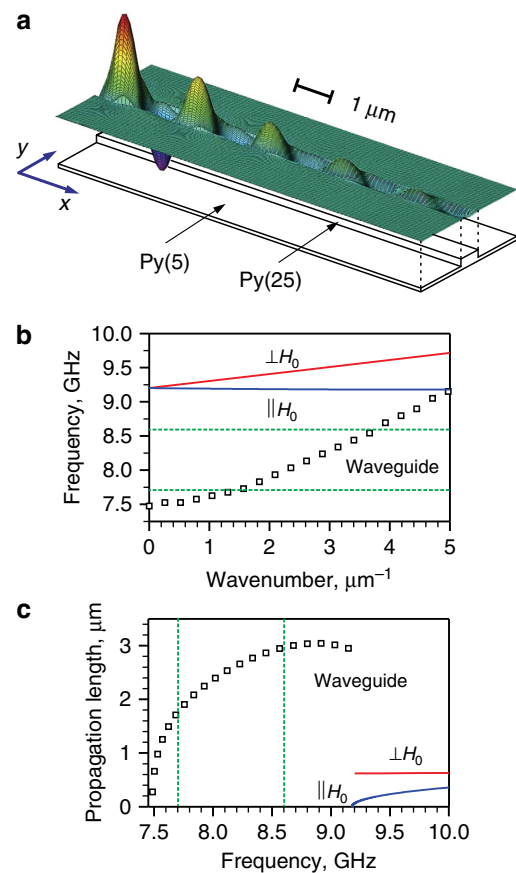 a
1 μm
y
x
Py(5)
Py(25)
b
10.0
9.5
9.0
8.5
8.0
7.5
Frequency, GHz
⊥H₀
||H₀
Waveguide
0 1 2 3 4 5
Wavenumber, μm⁻¹
c
3
2
1
0
Propagation length, μm
Waveguide
⊥H₀
||H₀
7.5 8.0 8.5 9.0 9.5 10.0
Frequency, GHz